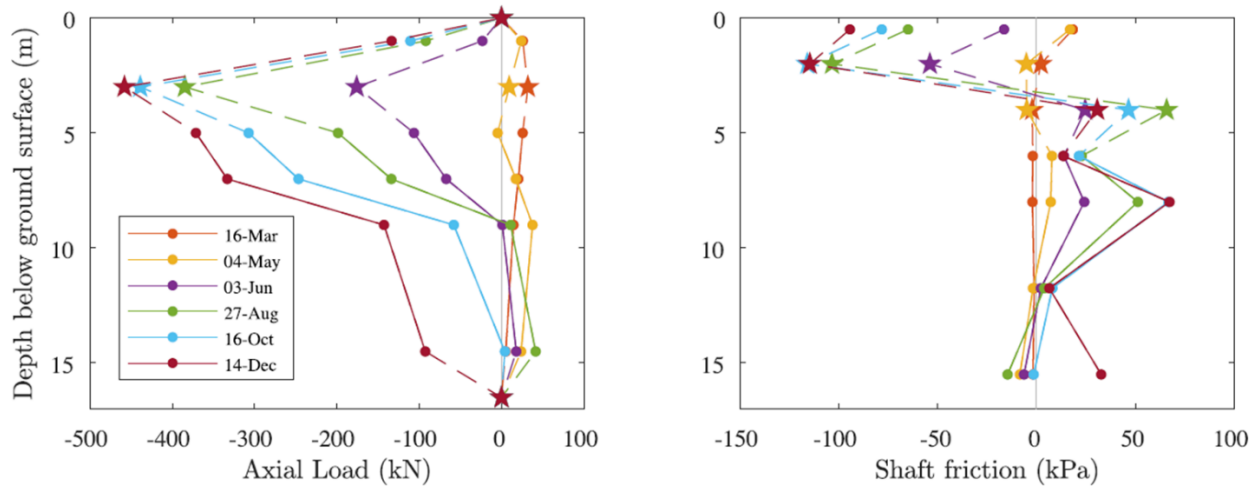 0
5
10
15
Depth below ground surface (m)
16-Mar
04-May
03-Jun
27-Aug
16-Oct
14-Dec
-500 -400 -300 -200 -100 0 100
Axial Load (kN)
0
5
10
15
-150 -100 -50 0 50 100
Shaft friction (kPa)